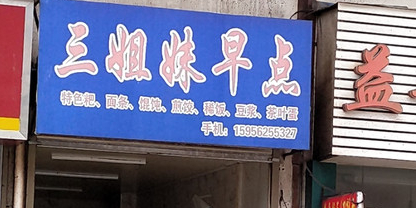 三姐妹早点
特色粑、面条、馄饨、煎饺、稀饭、豆浆、茶叶蛋
手机：15956255327
益